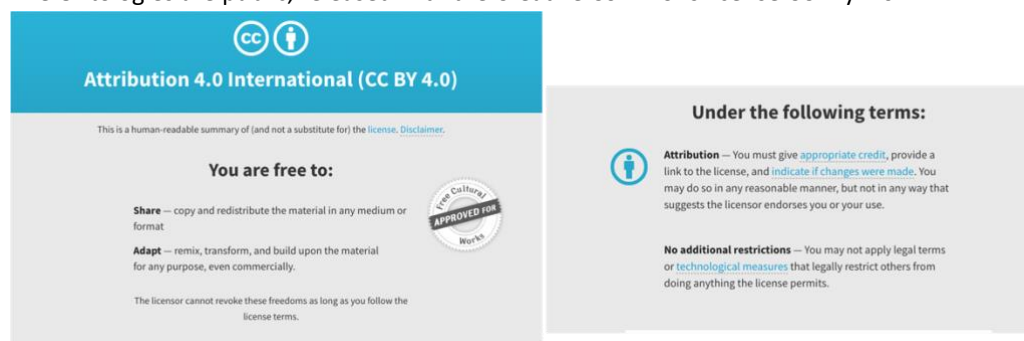 cc
Attribution 4.0 International (CC BY 4.0)
This is a human-readable summary of (and not a substitute for) the license. Disclaimer.
You are free to:
Share — copy and redistribute the material in any medium or
format
Adapt — remix, transform, and build upon the material
for any purpose, even commercially.
The licensor cannot revoke these freedoms as long as you follow the
license terms.
Free Cultural
APPROVED FOR
Works
Under the following terms:
Attribution — You must give appropriate credit, provide a
link to the license, and indicate if changes were made. You
may do so in any reasonable manner, but not in any way that
suggests the licensor endorses you or your use.
No additional restrictions — You may not apply legal terms
or technological measures that legally restrict others from
doing anything the license permits.